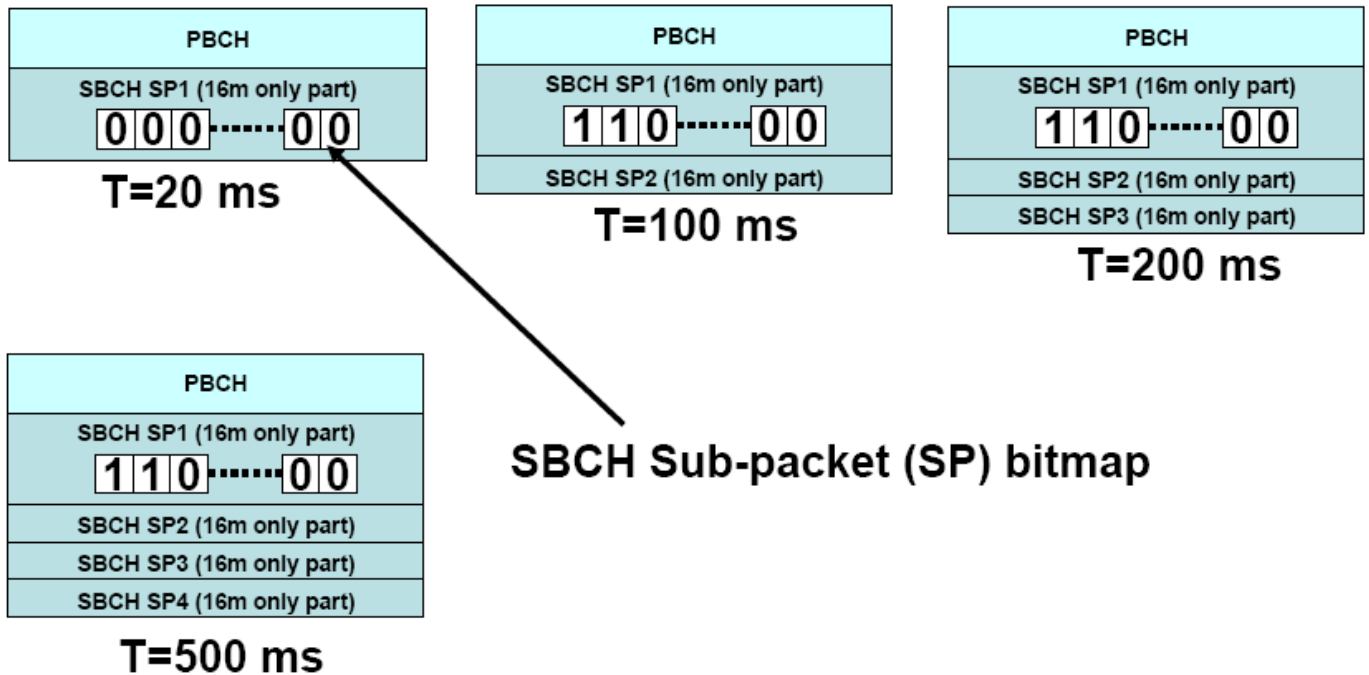 PBCH
SBCH SP1 (16m only part)
000.......00
T=20 ms
PBCH
SBCH SP1 (16m only part)
110.......00
SBCH SP2 (16m only part)
T=100 ms
PBCH
SBCH SP1 (16m only part)
110.......00
SBCH SP2 (16m only part)
SBCH SP3 (16m only part)
T=200 ms
PBCH
SBCH SP1 (16m only part)
110.......00
SBCH SP2 (16m only part)
SBCH SP3 (16m only part)
SBCH SP4 (16m only part)
T=500 ms
SBCH Sub-packet (SP) bitmap